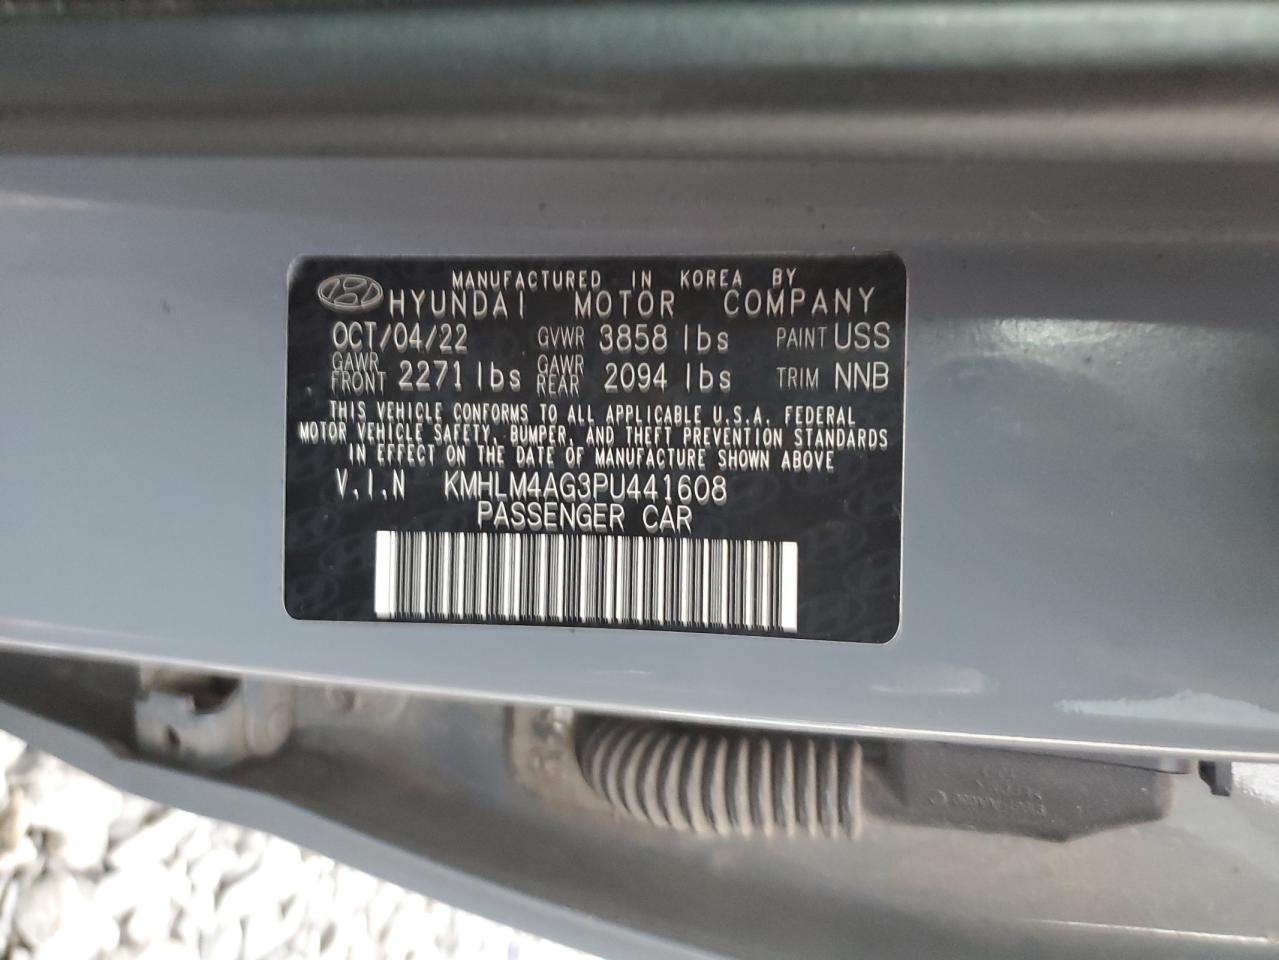 MANUFACTURED IN KOREA BY
HYUNDAI MOTOR COMPANY
OCT/04/22 GVWR 3858 lbs PAINT USS
GAWR FRONT 2271 lbs GAWR REAR 2094 lbs TRIM NNB
THIS VEHICLE CONFORMS TO ALL APPLICABLE U.S.A. FEDERAL
MOTOR VEHICLE SAFETY, BUMPER, AND THEFT PREVENTION STANDARDS
IN EFFECT ON THE DATE OF MANUFACTURE SHOWN ABOVE
V.I.N KMHLM4AG3PU441608
PASSENGER CAR